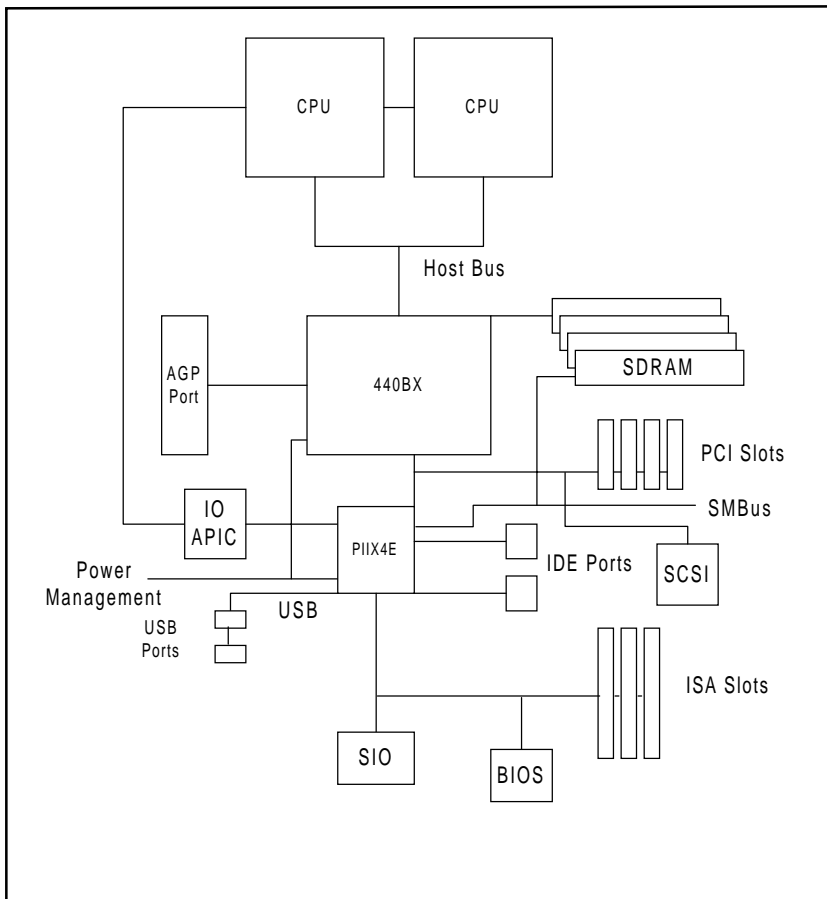 CPU
CPU
Host Bus
AGP
Port
440BX
SDRAM
PCI Slots
SMBus
IO
APIC
PIIX4E
IDE Ports
SCSI
Power
Management
USB
USB
Ports
ISA Slots
SIO
BIOS